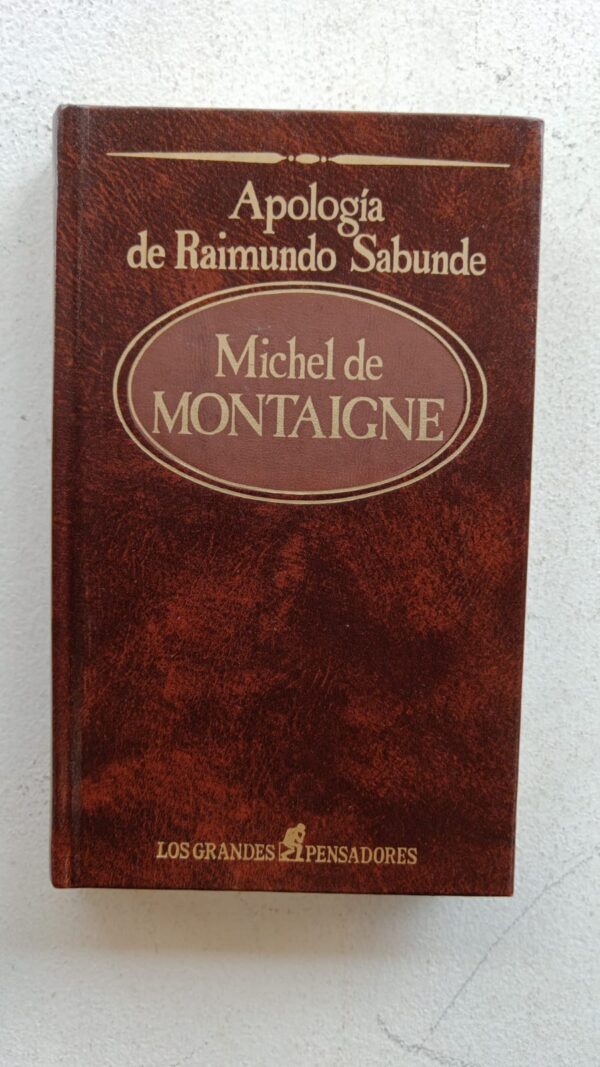 Apología
de Raimundo Sabunde
Michel de
MONTAIGNE
LOS GRANDES PENSADORES